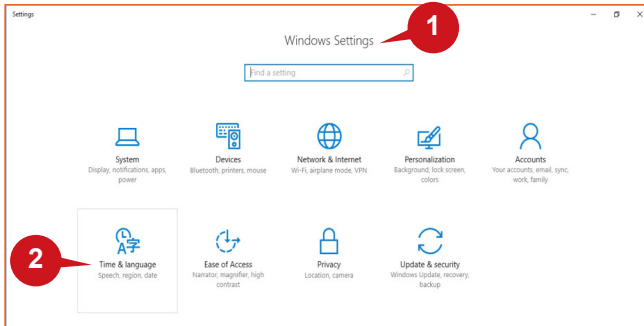 Settings
1
Windows Settings
Find a setting
System
Display, notifications, apps,
power
Devices
Bluetooth, printers, mouse
Network & Internet
Wi-Fi, airplane mode, VPN
Personalization
Background, lock screen,
colors
Accounts
Your accounts, email, sync,
work, family
2
A字
Time & language
Speech, region, date
Ease of Access
Narrator, magnifier, high
contrast
Privacy
Location, camera
Update & security
Windows Update, recovery,
backup